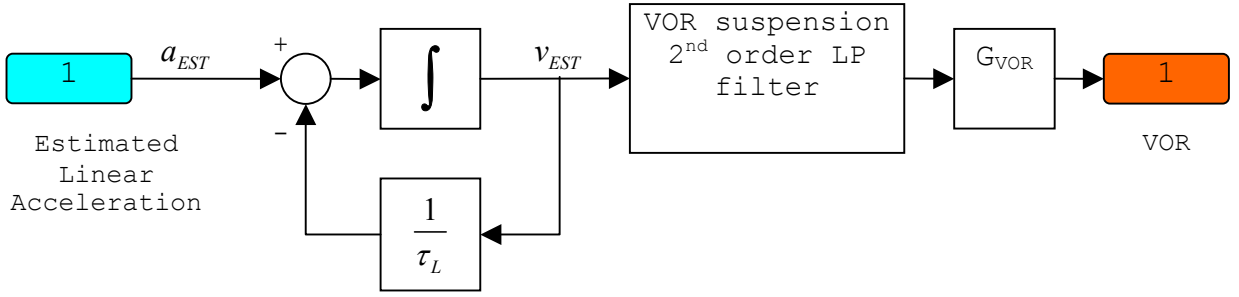 1
a_EST
+
−
∫
v_EST
VOR suspension
2nd order LP
filter
G_VOR
1
Estimated
Linear
Acceleration
VOR
1
τ_L